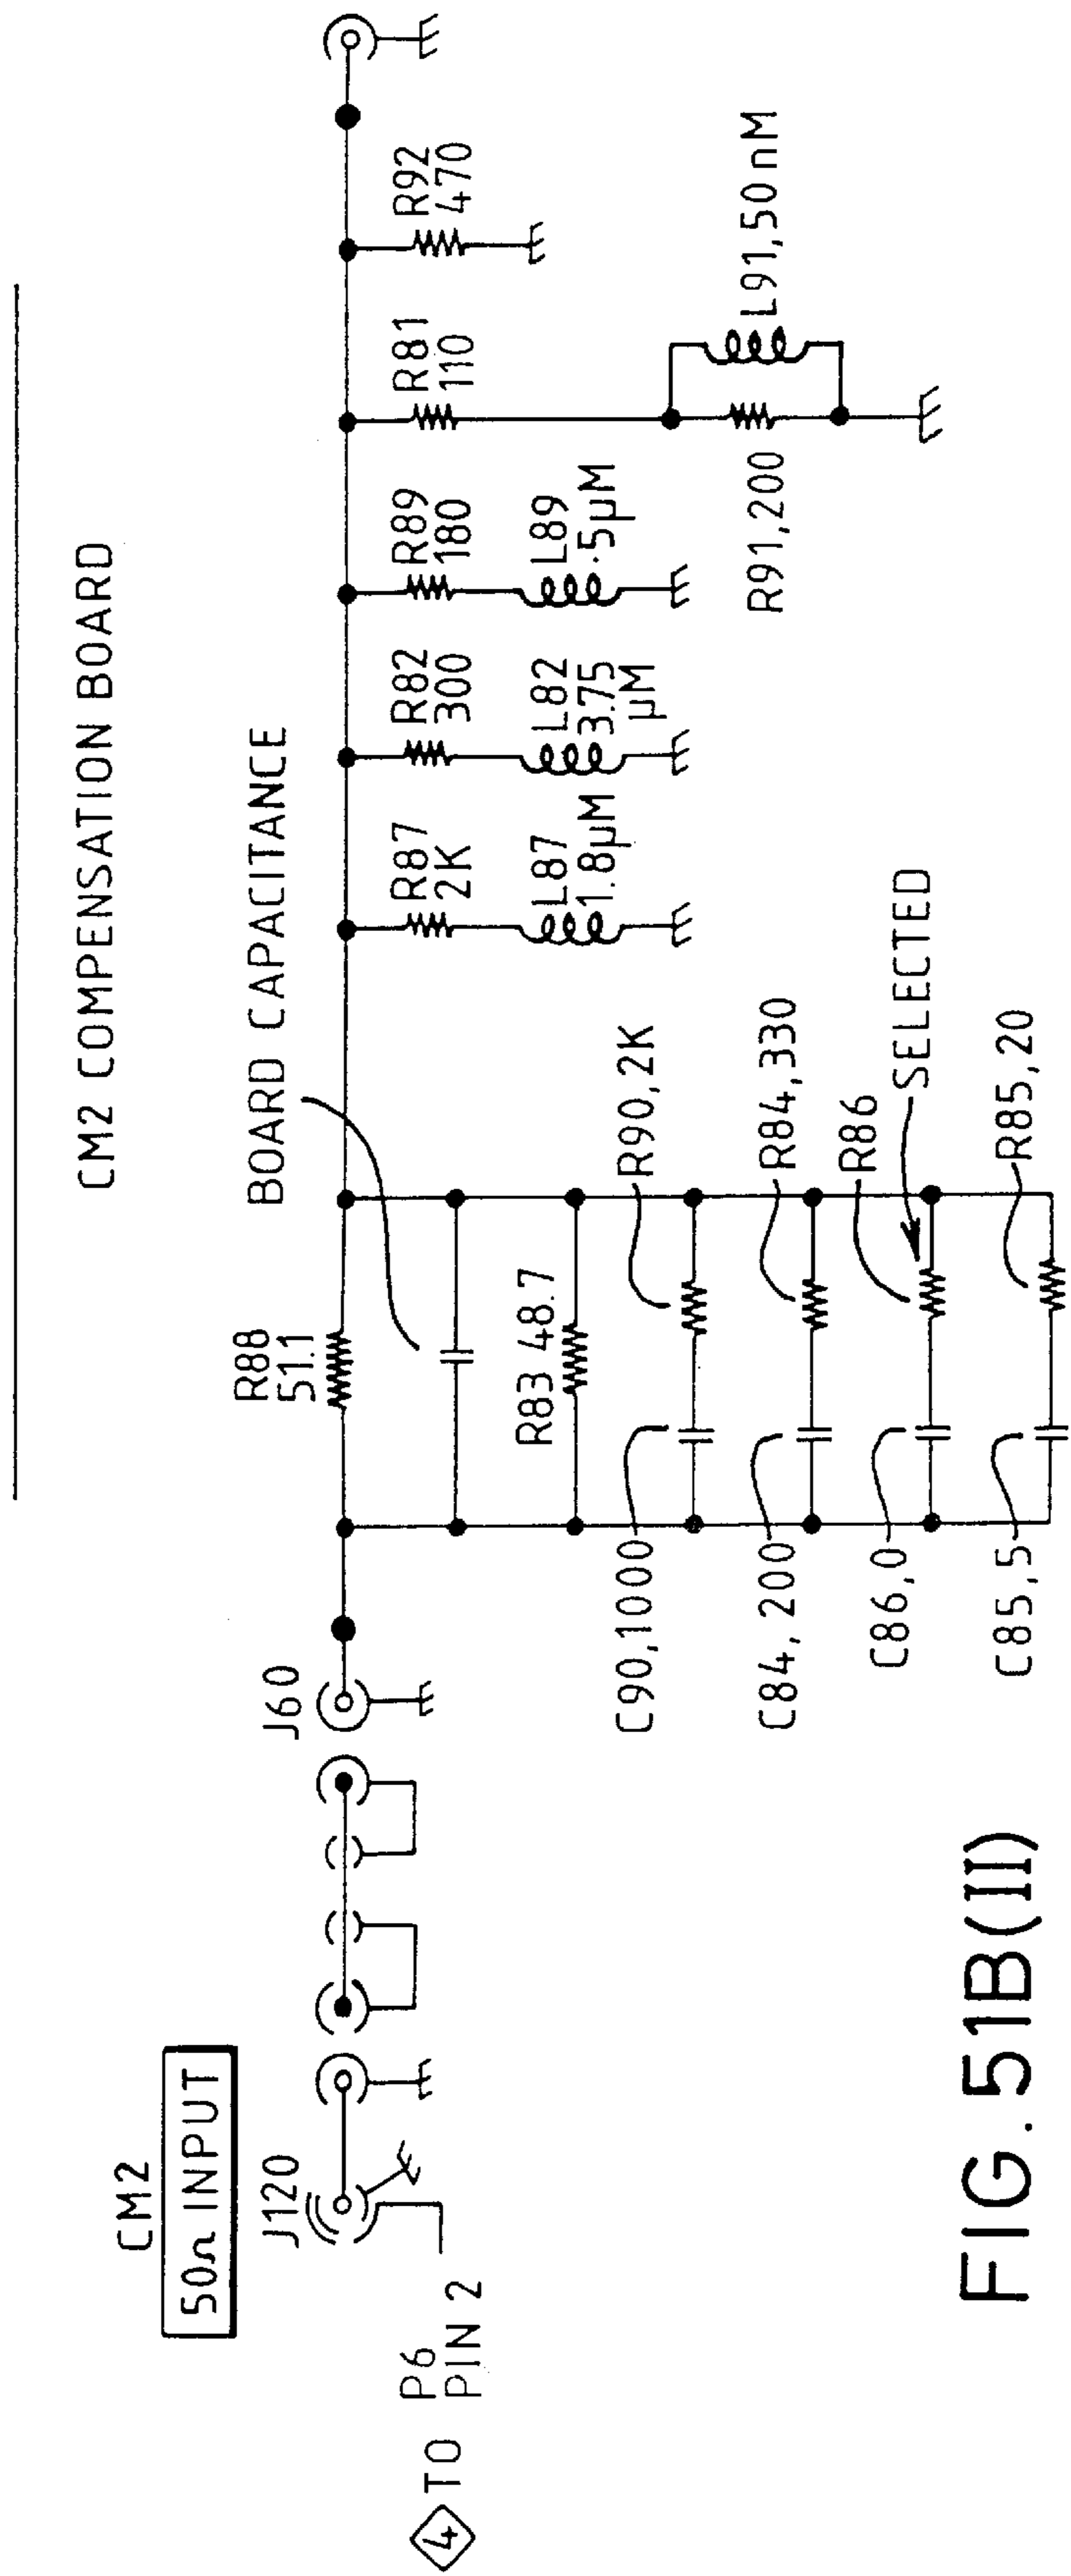 CM2 COMPENSATION BOARD
CM2
50Ω INPUT
J120
J60
4
TO P6
PIN 2
R88
51.1
BOARD CAPACITANCE
R83 48.7
C90,1000
R90,2K
C84, 200
R84,330
C86,0
R86
SELECTED
C85,5
R85,20
R87
2K
L87
1.8µM
R82
300
L82
3.75
µM
R89
180
L89
.5µM
R81
110
R91,200
L91,50 nM
R92
470
FIG. 51B(II)